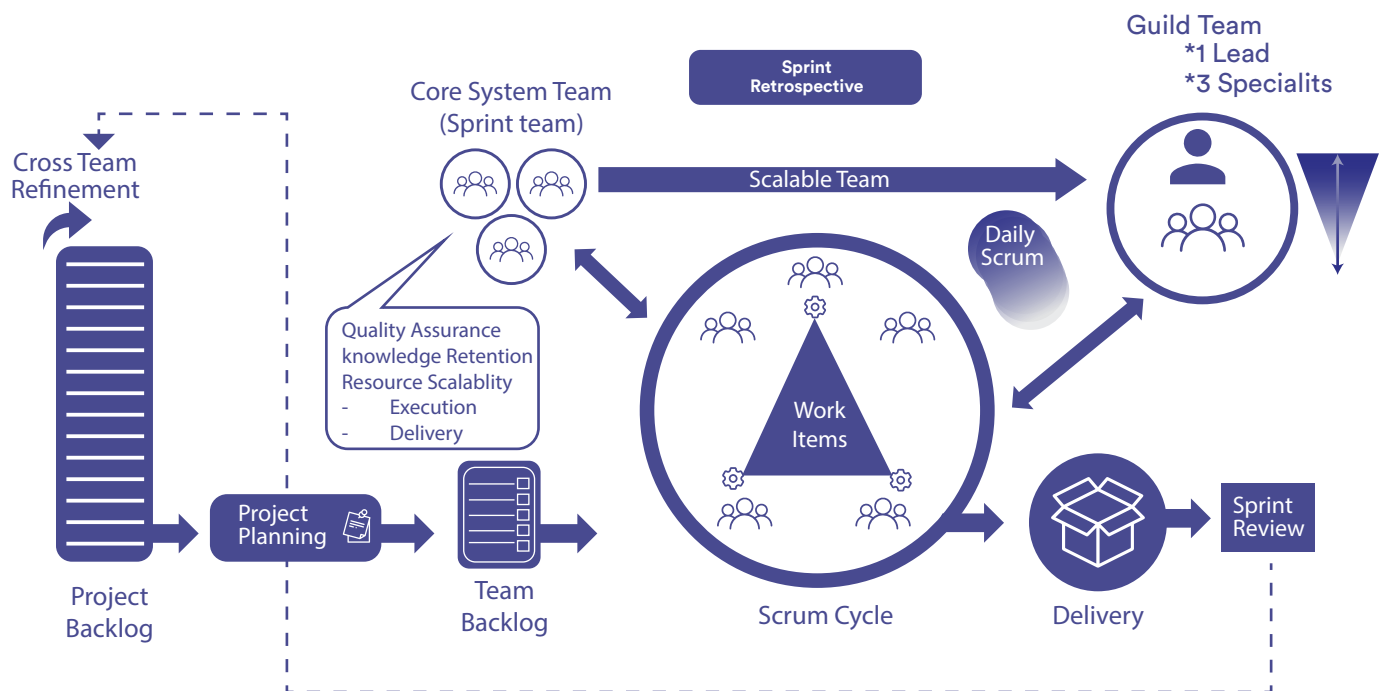 Guild Team
*1 Lead
*3 Specialits
Sprint
Retrospective
Core System Team
(Sprint team)
Cross Team
Refinement
Scalable Team
Daily
Scrum
Quality Assurance
knowledge Retention
Resource Scalablity
- Execution
- Delivery
Work
Items
Project
Planning
Sprint
Review
Project
Backlog
Team
Backlog
Scrum Cycle
Delivery